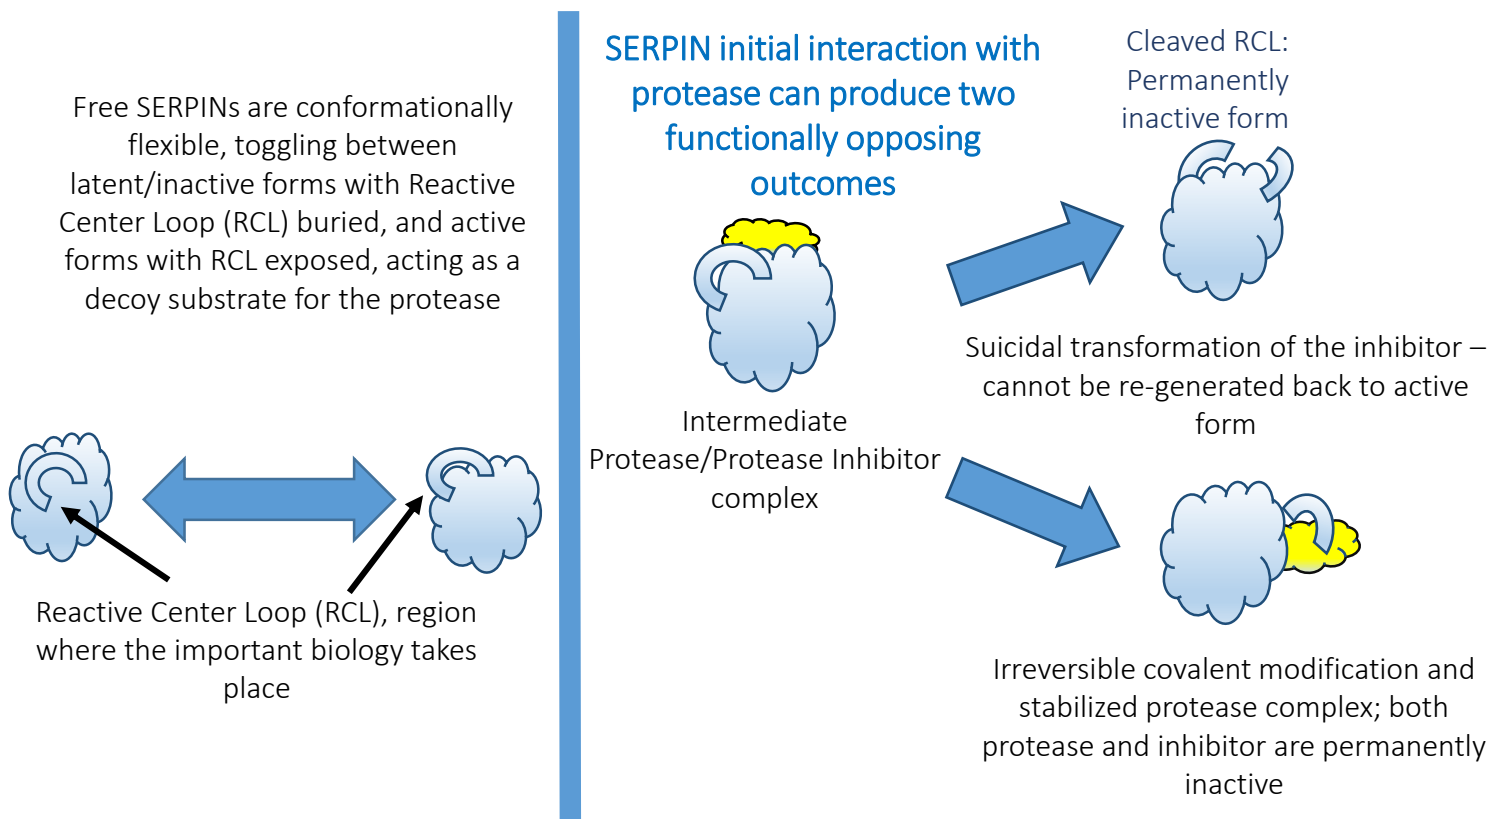 Free SERPINs are conformationally
flexible, toggling between
latent/inactive forms with Reactive
Center Loop (RCL) buried, and active
forms with RCL exposed, acting as a
decoy substrate for the protease
Reactive Center Loop (RCL), region
where the important biology takes
place
SERPIN initial interaction with
protease can produce two
functionally opposing
outcomes
Intermediate
Protease/Protease Inhibitor
complex
Cleaved RCL:
Permanently
inactive form
Suicidal transformation of the inhibitor –
cannot be re-generated back to active
form
Irreversible covalent modification and
stabilized protease complex; both
protease and inhibitor are permanently
inactive